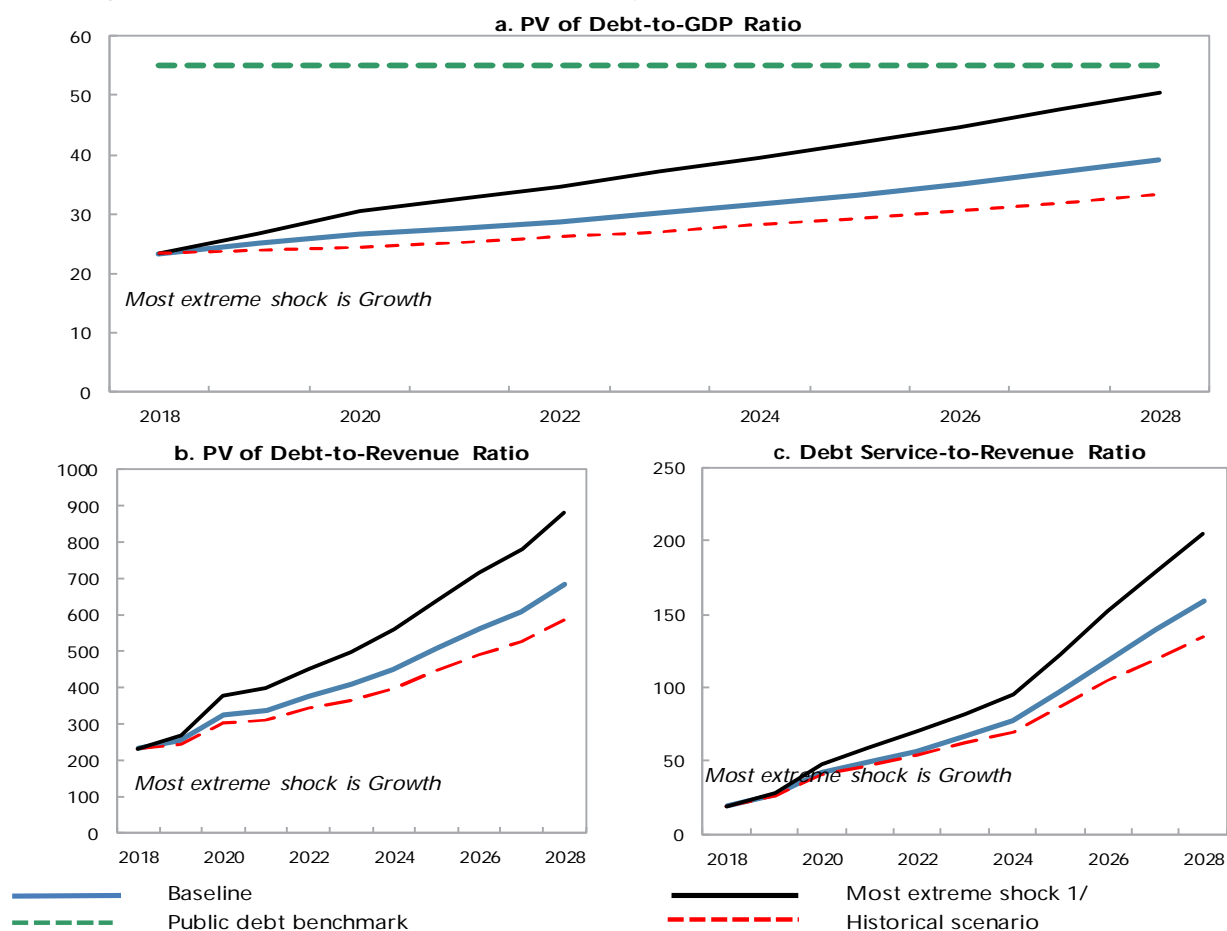 a. PV of Debt-to-GDP Ratio
60
50
40
30
20
10
0
Most extreme shock is Growth
2018 2020 2022 2024 2026 2028
b. PV of Debt-to-Revenue Ratio
1000
900
800
700
600
500
400
300
200
100
0
Most extreme shock is Growth
2018 2020 2022 2024 2026 2028
c. Debt Service-to-Revenue Ratio
250
200
150
100
50
0
Most extreme shock is Growth
2018 2020 2022 2024 2026 2028
Baseline
Most extreme shock 1/
Public debt benchmark
Historical scenario